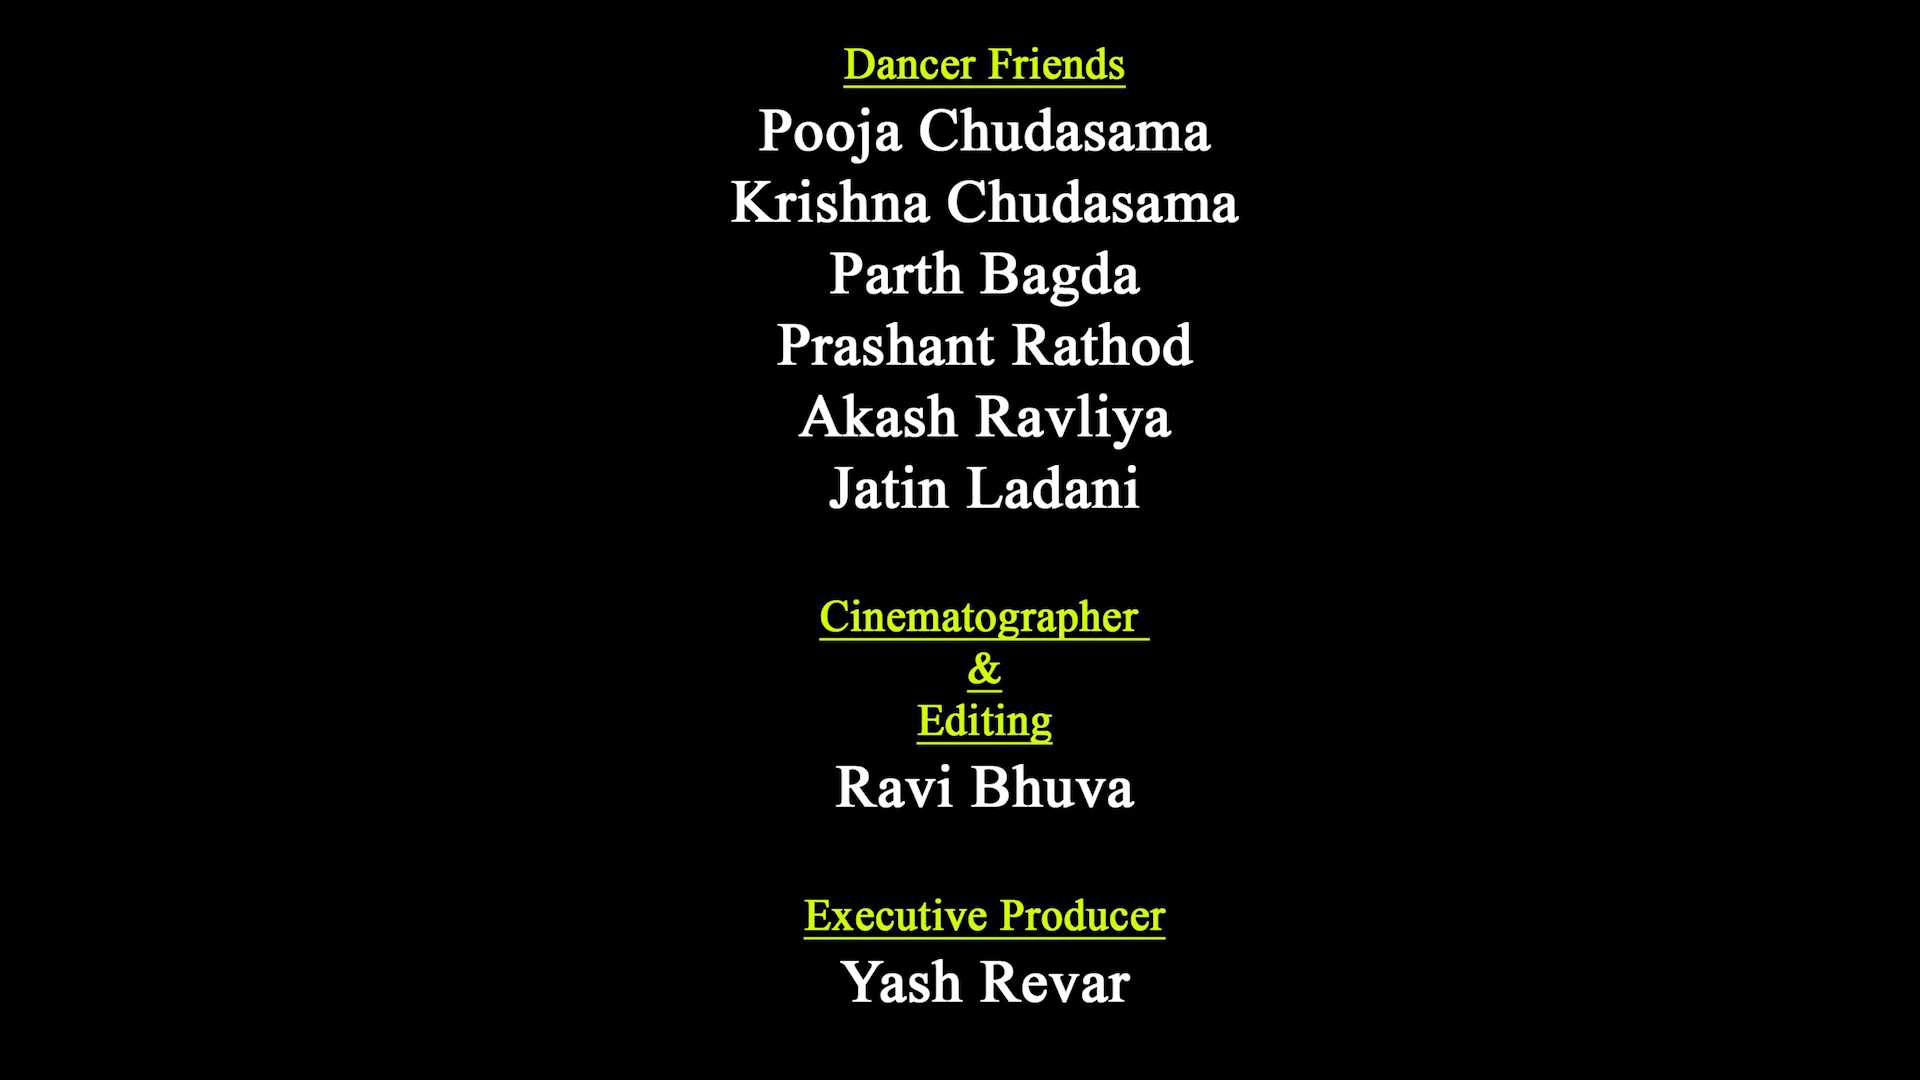 Dancer Friends
Pooja Chudasama
Krishna Chudasama
Parth Bagda
Prashant Rathod
Akash Ravliya
Jatin Ladani
Cinematographer
&
Editing
Ravi Bhuva
Executive Producer
Yash Revar